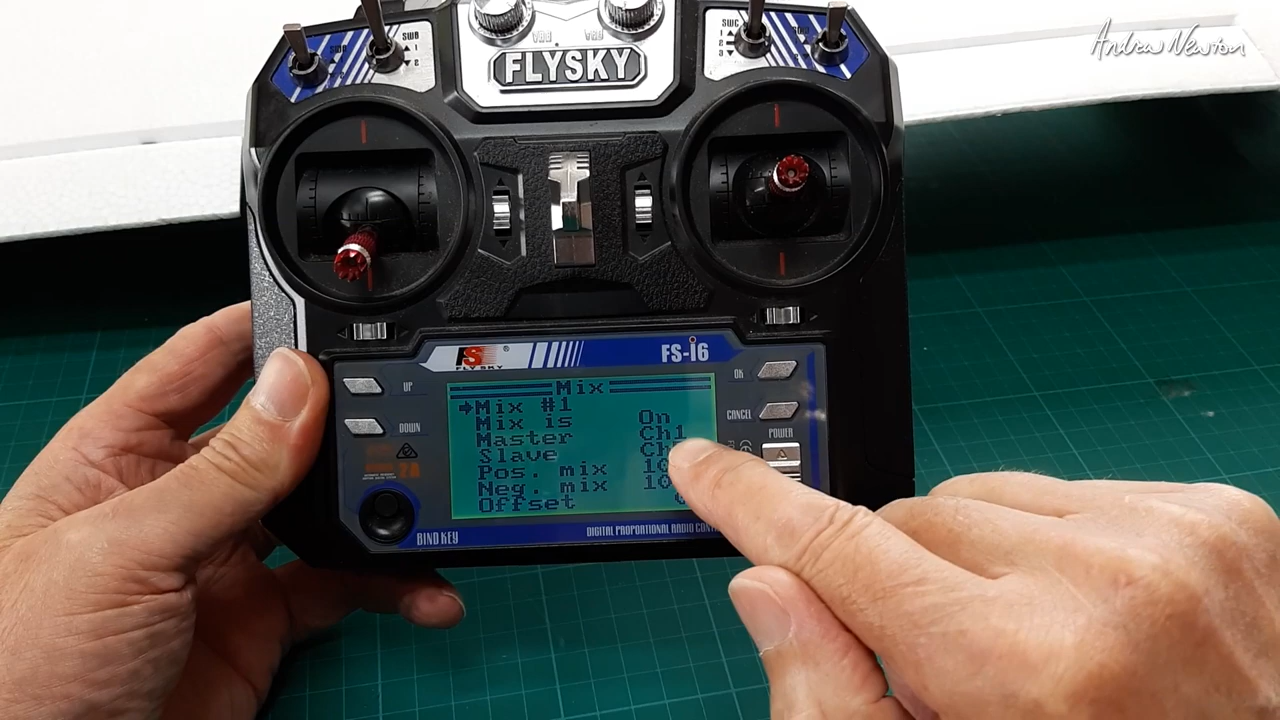 Andrew Newton
SWB
SWC
FLYSKY
FS
FLY SKY
FS-i6
UP
DOWN
BIND KEY
OK
CANCEL
POWER
Mix
Mix #1
Mix is On
Master Ch1
Slave
Pos. mix
Neg. mix
Offset
DIGITAL PROPORTIONAL RADIO